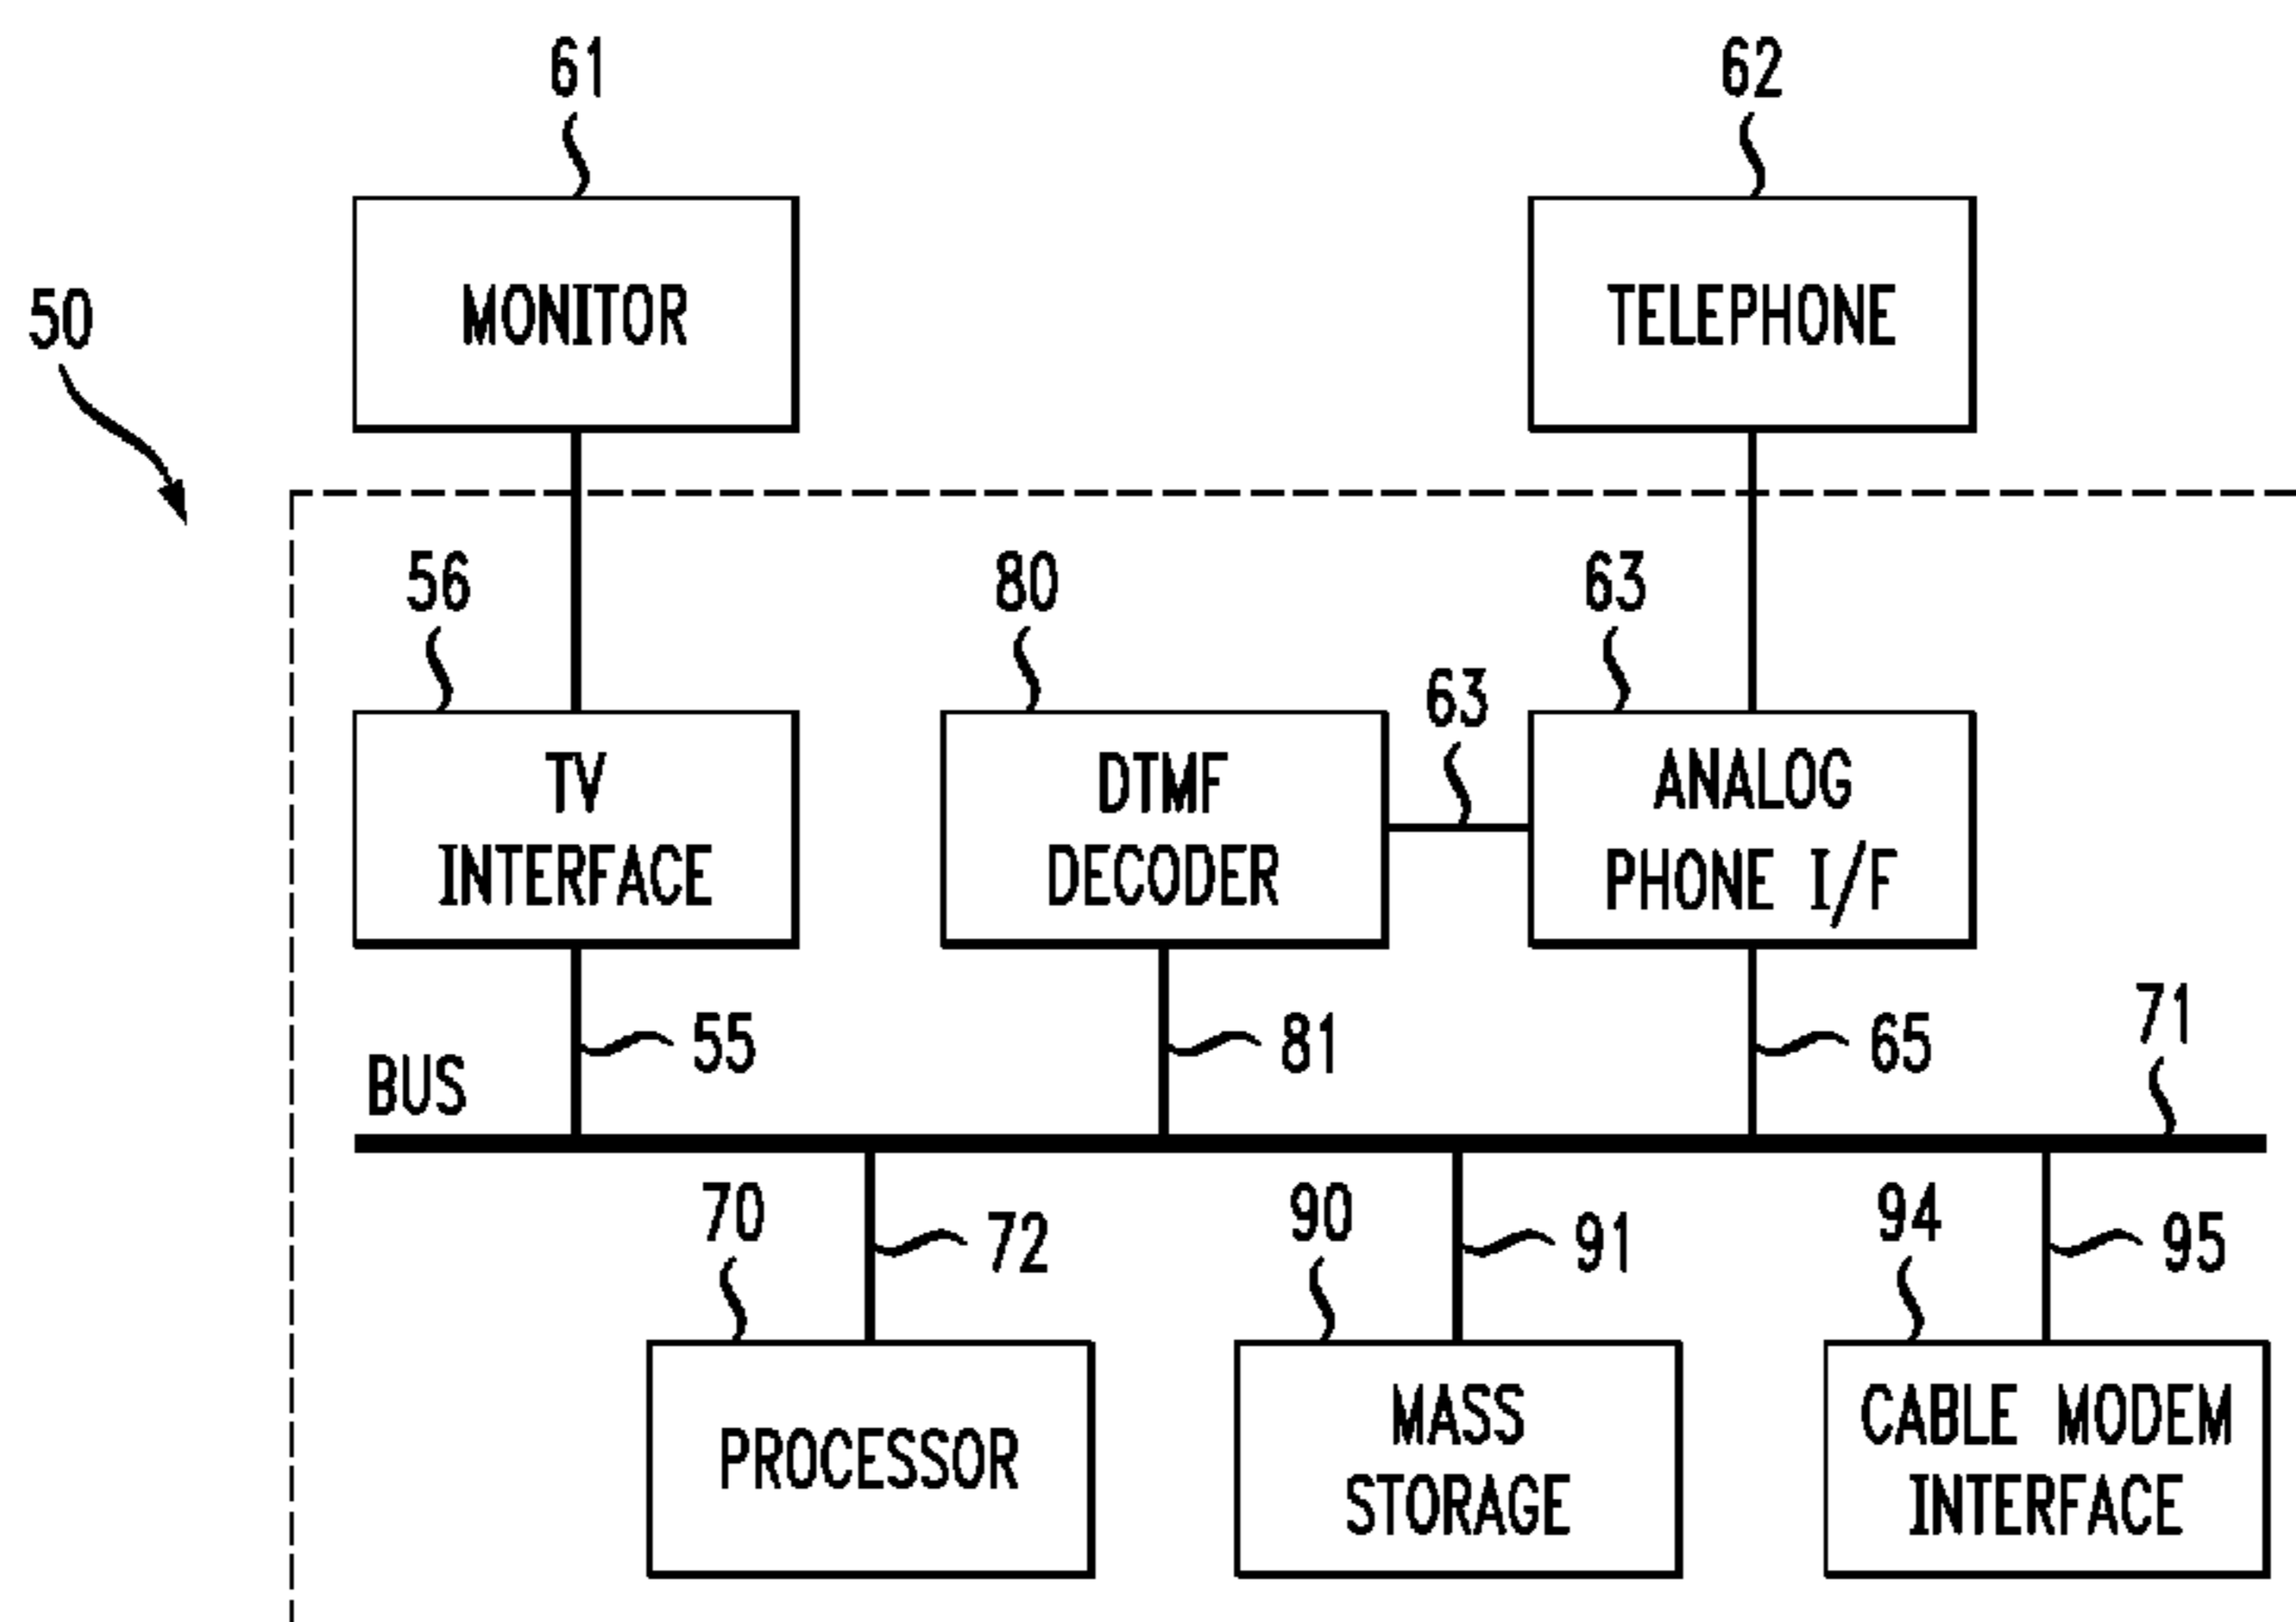 61
62
MONITOR
TELEPHONE
50
56
80
63
63
TV
INTERFACE
DTMF
DECODER
ANALOG
PHONE I/F
55
81
65
71
BUS
70
72
90
91
94
95
PROCESSOR
MASS
STORAGE
CABLE MODEM
INTERFACE